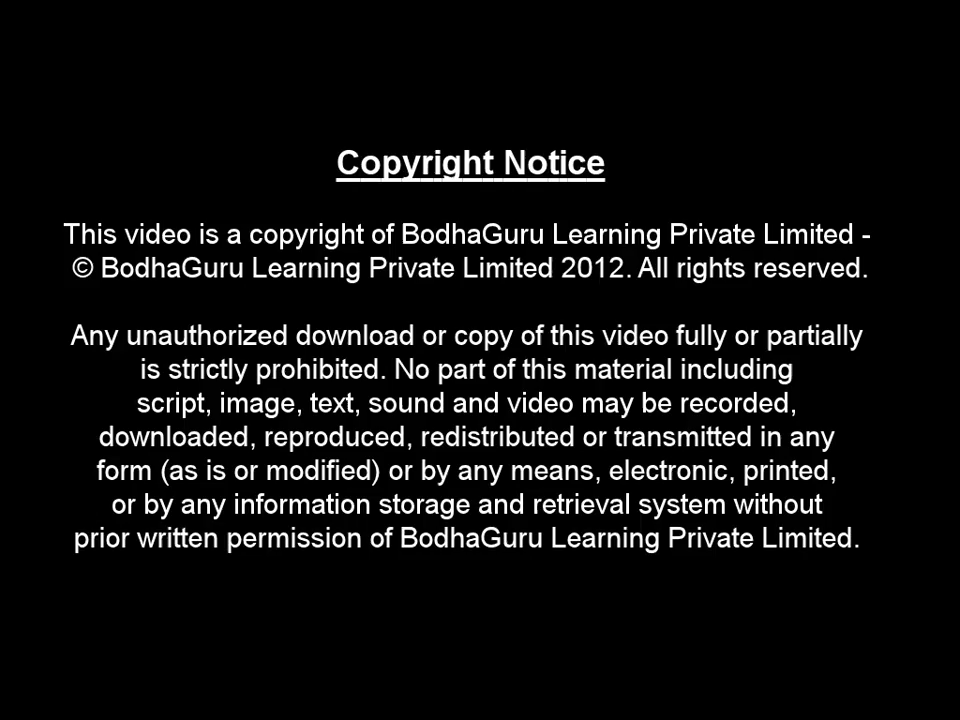 Copyright Notice
This video is a copyright of BodhaGuru Learning Private Limited -
© BodhaGuru Learning Private Limited 2012. All rights reserved.
Any unauthorized download or copy of this video fully or partially
is strictly prohibited. No part of this material including
script, image, text, sound and video may be recorded,
downloaded, reproduced, redistributed or transmitted in any
form (as is or modified) or by any means, electronic, printed,
or by any information storage and retrieval system without
prior written permission of BodhaGuru Learning Private Limited.